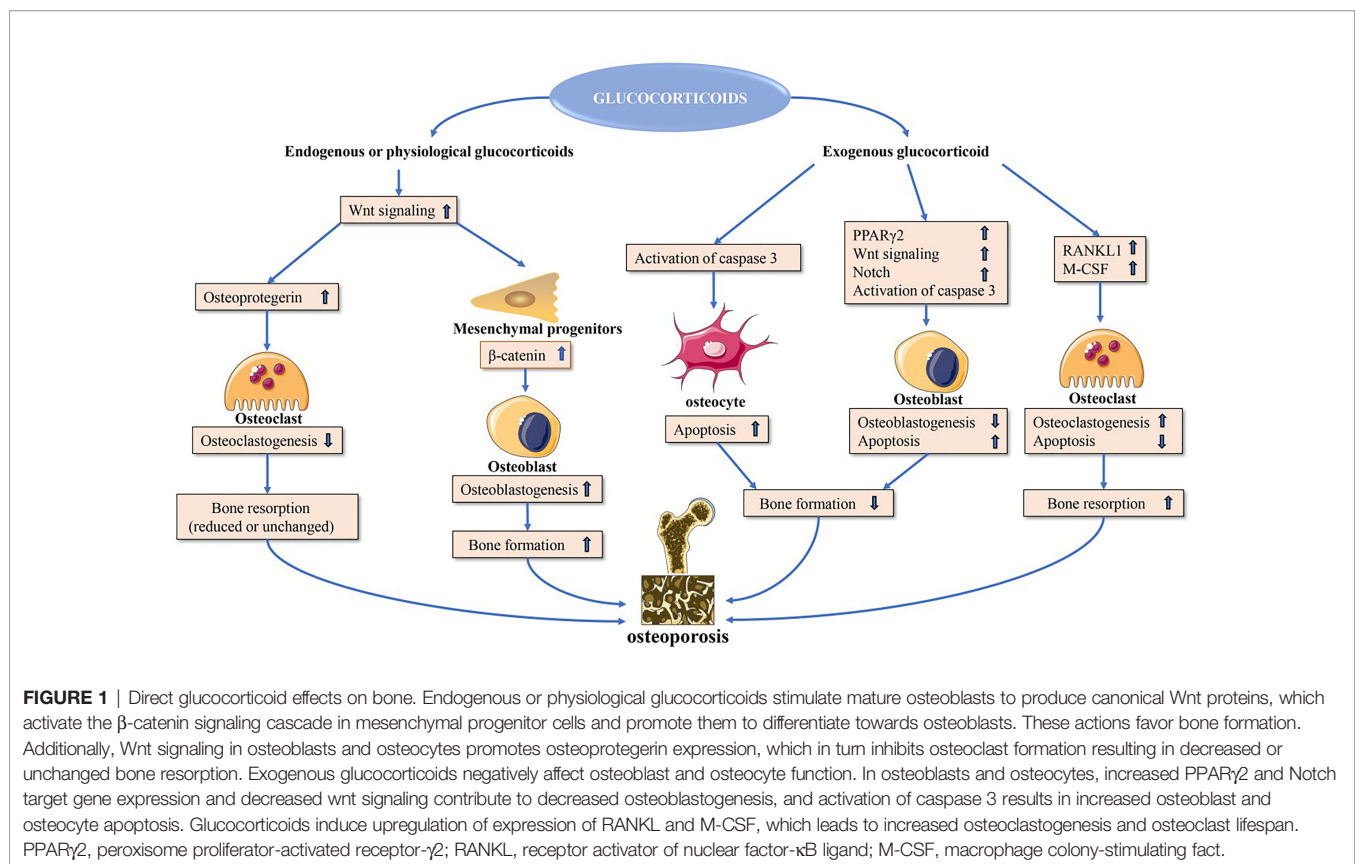 GLUCOCORTICOIDS
Endogenous or physiological glucocorticoids
Exogenous glucocorticoid
Wnt signaling ⇧
Osteoprotegerin ⇧
Osteoclast
Osteoclastogenesis ⇩
Bone resorption
(reduced or unchanged)
Mesenchymal progenitors
β-catenin ⇧
Osteoblast
Osteoblastogenesis ⇧
Bone formation ⇧
Activation of caspase 3
osteocyte
Apoptosis ⇧
PPARγ2 ⇧
Wnt signaling ⇧
Notch ⇧
Activation of caspase 3
Osteoblast
Osteoblastogenesis ⇩
Apoptosis ⇧
Bone formation ⇩
RANKL1 ⇧
M-CSF ⇧
Osteoclast
Osteoclastogenesis ⇧
Apoptosis ⇩
Bone resorption ⇧
osteoporosis
FIGURE 1 | Direct glucocorticoid effects on bone. Endogenous or physiological glucocorticoids stimulate mature osteoblasts to produce canonical Wnt proteins, which
activate the β-catenin signaling cascade in mesenchymal progenitor cells and promote them to differentiate towards osteoblasts. These actions favor bone formation.
Additionally, Wnt signaling in osteoblasts and osteocytes promotes osteoprotegerin expression, which in turn inhibits osteoclast formation resulting in decreased or
unchanged bone resorption. Exogenous glucocorticoids negatively affect osteoblast and osteocyte function. In osteoblasts and osteocytes, increased PPARγ2 and Notch
target gene expression and decreased wnt signaling contribute to decreased osteoblastogenesis, and activation of caspase 3 results in increased osteoblast and
osteocyte apoptosis. Glucocorticoids induce upregulation of expression of RANKL and M-CSF, which leads to increased osteoclastogenesis and osteoclast lifespan.
PPARγ2, peroxisome proliferator-activated receptor-γ2; RANKL, receptor activator of nuclear factor-κB ligand; M-CSF, macrophage colony-stimulating fact.